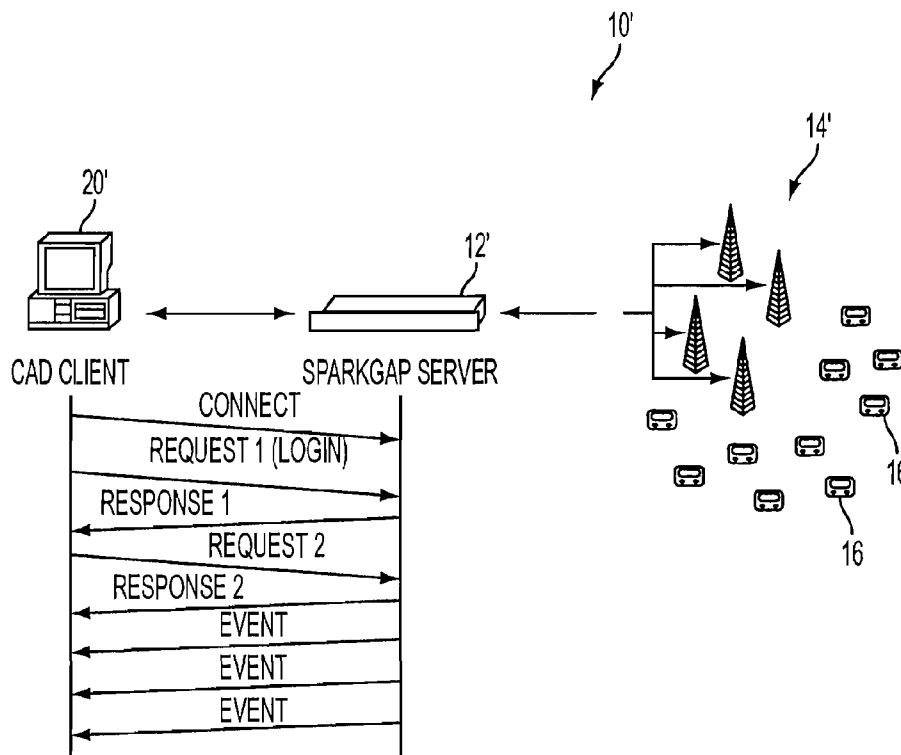 10'
14'
20'
12'
CAD CLIENT
SPARKGAP SERVER
CONNECT
REQUEST 1 (LOGIN)
RESPONSE 1
REQUEST 2
RESPONSE 2
EVENT
EVENT
EVENT
16
16